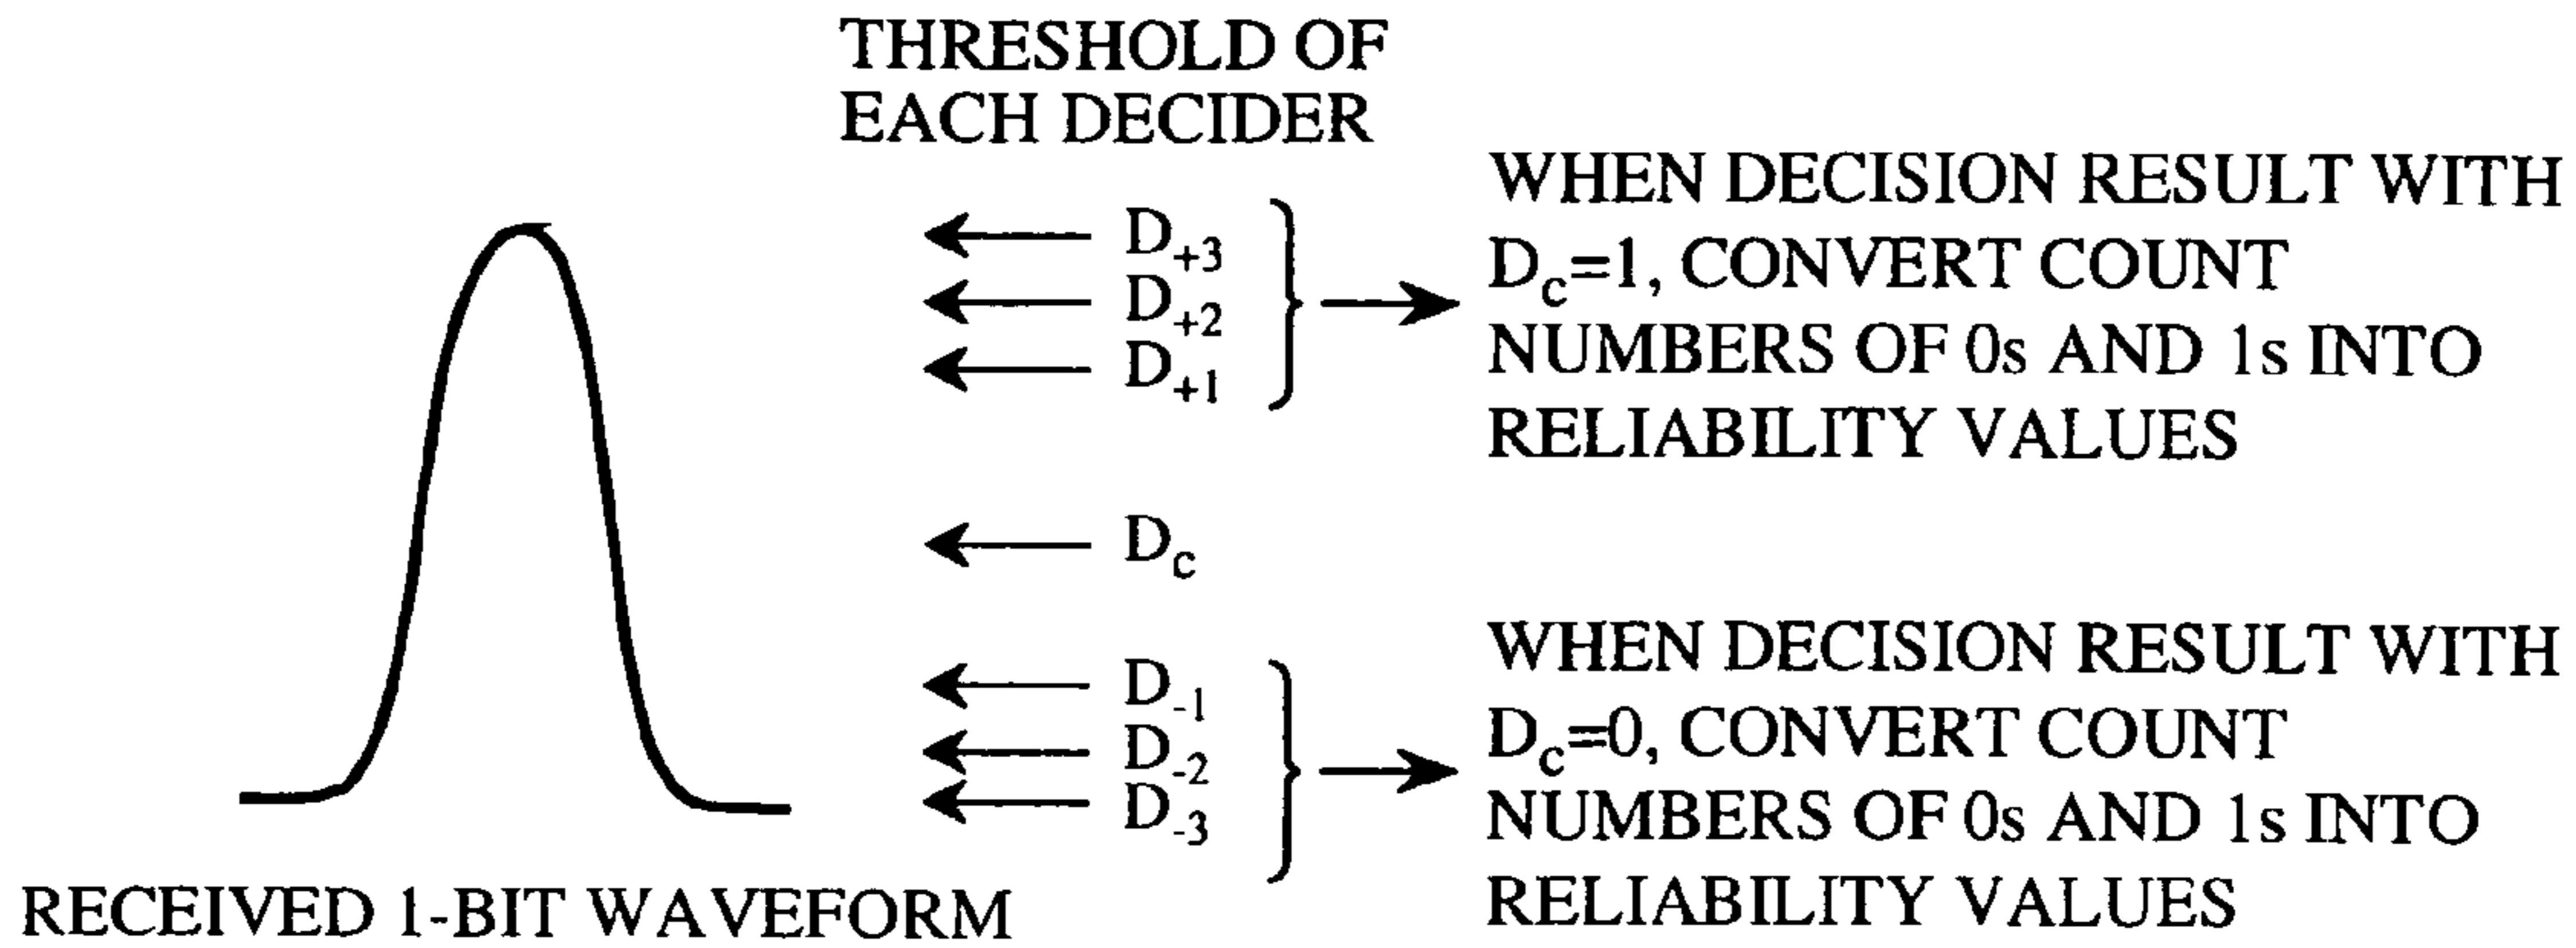 THRESHOLD OF
EACH DECIDER
D+3
D+2
D+1
WHEN DECISION RESULT WITH
Dc=1, CONVERT COUNT
NUMBERS OF 0s AND 1s INTO
RELIABILITY VALUES
Dc
D-1
D-2
D-3
WHEN DECISION RESULT WITH
Dc=0, CONVERT COUNT
NUMBERS OF 0s AND 1s INTO
RELIABILITY VALUES
RECEIVED 1-BIT WAVEFORM